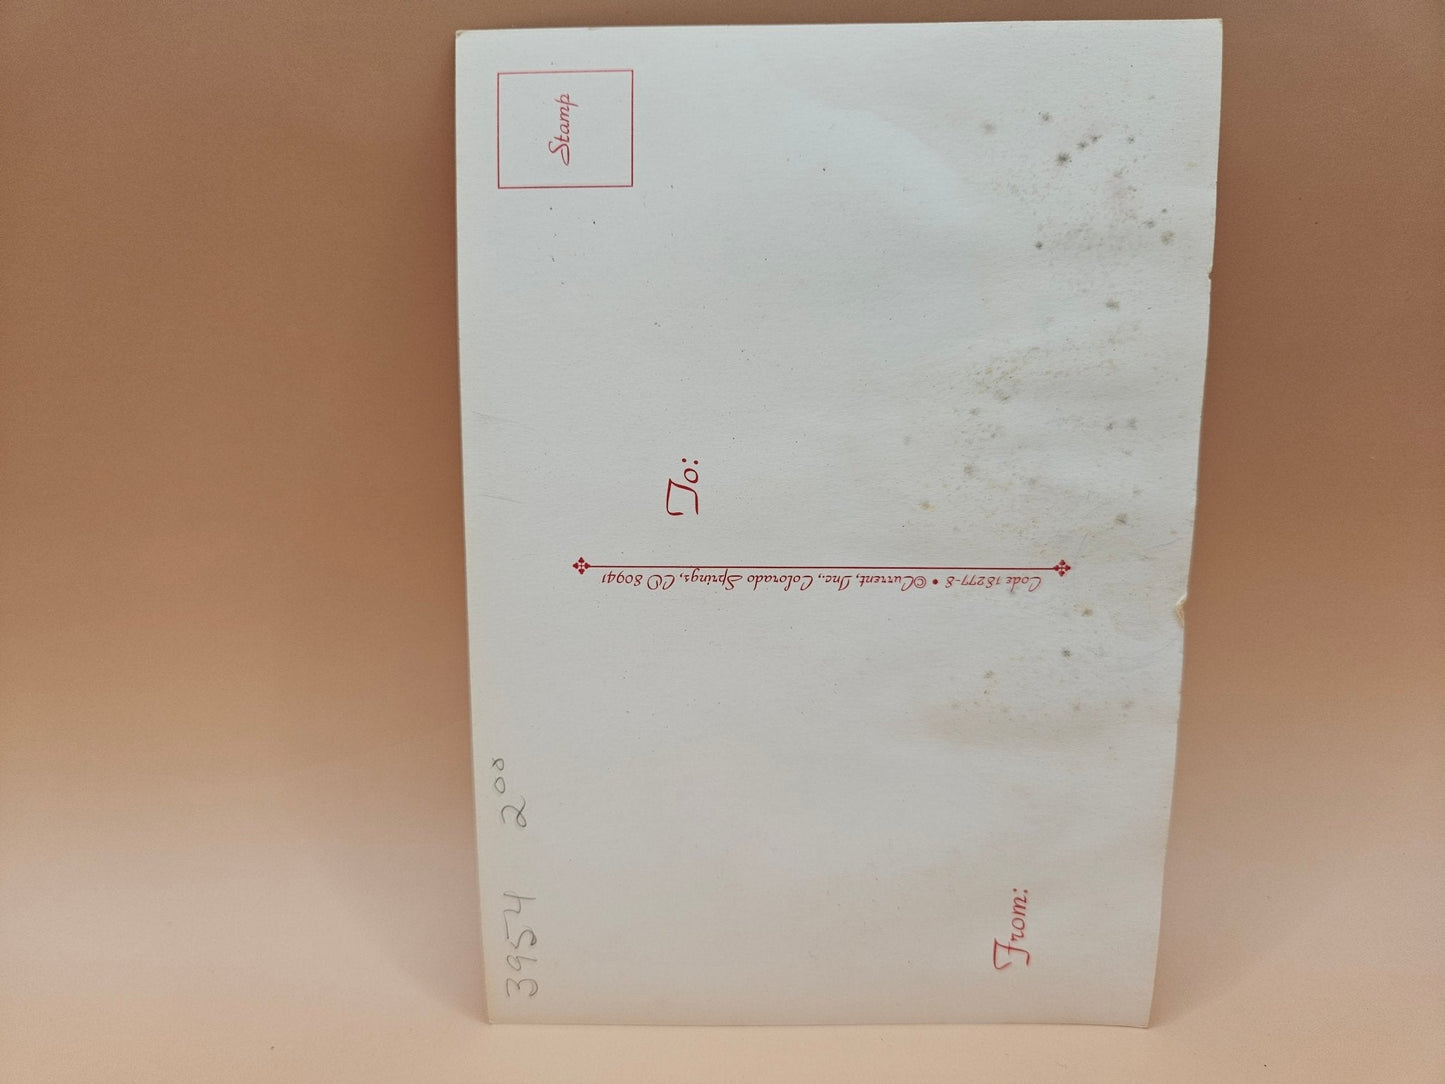 3954 2⁰⁰
Stamp
To:
Code 18277-8 • ©Current, Inc., Colorado Springs, CO 80941
From: